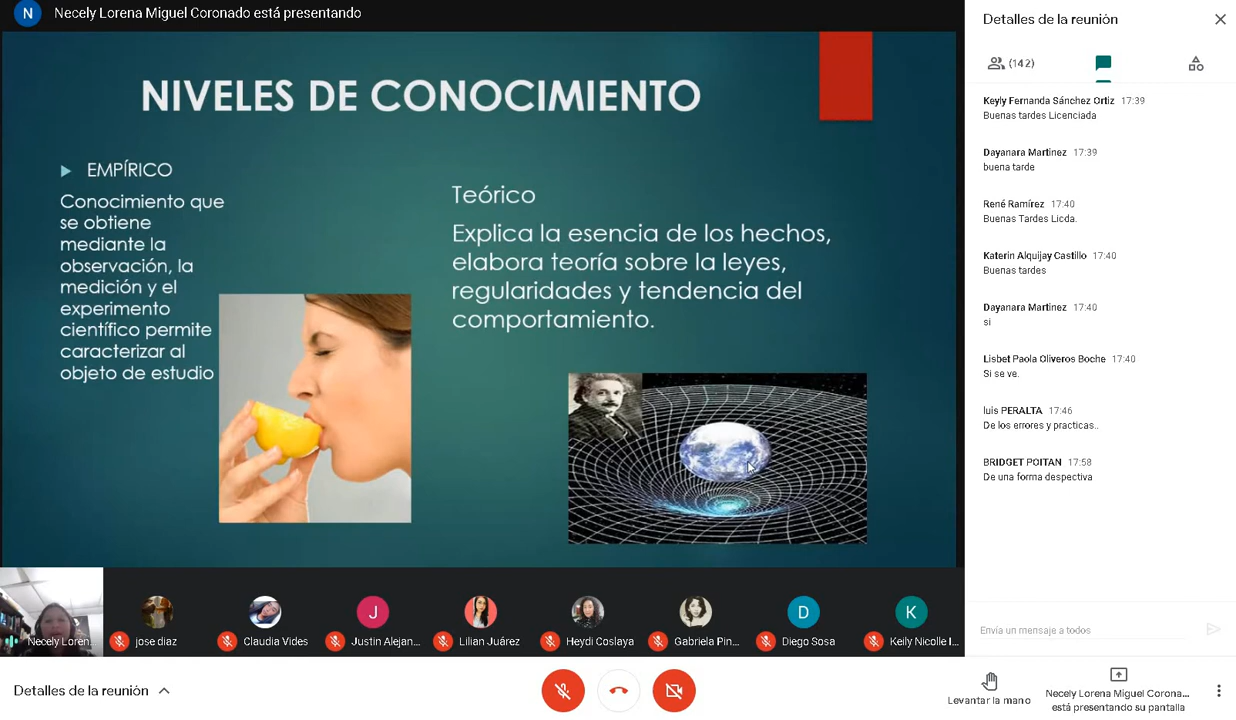 N
Necely Lorena Miguel Coronado está presentando
NIVELES DE CONOCIMIENTO
EMPÍRICO
Conocimiento que
se obtiene
mediante la
observación, la
medición y el
experimento
científico permite
caracterizar al
objeto de estudio
Teórico
Explica la esencia de los hechos,
elabora teoría sobre la leyes,
regularidades y tendencia del
comportamiento.
Necely Loren...
jose diaz
Claudia Vides
J
Justin Alejan...
Lilian Juárez
Heydi Coslaya
Gabriela Pin...
D
Diego Sosa
K
Keily Nicolle I...
Detalles de la reunión
(142)
Keyly Fernanda Sánchez Ortiz 17:39
Buenas tardes Licenciada
Dayanara Martinez 17:39
buena tarde
René Ramírez 17:40
Buenas Tardes Licda.
Katerin Alquijay Castillo 17:40
Buenas tardes
Dayanara Martinez 17:40
si
Lisbet Paola Oliveros Boche 17:40
Si se ve.
luis PERALTA 17:46
De los errores y practicas..
BRIDGET POITAN 17:58
De una forma despectiva
Envía un mensaje a todos
Detalles de la reunión
Levantar la mano
Necely Lorena Miguel Corona...
está presentando su pantalla